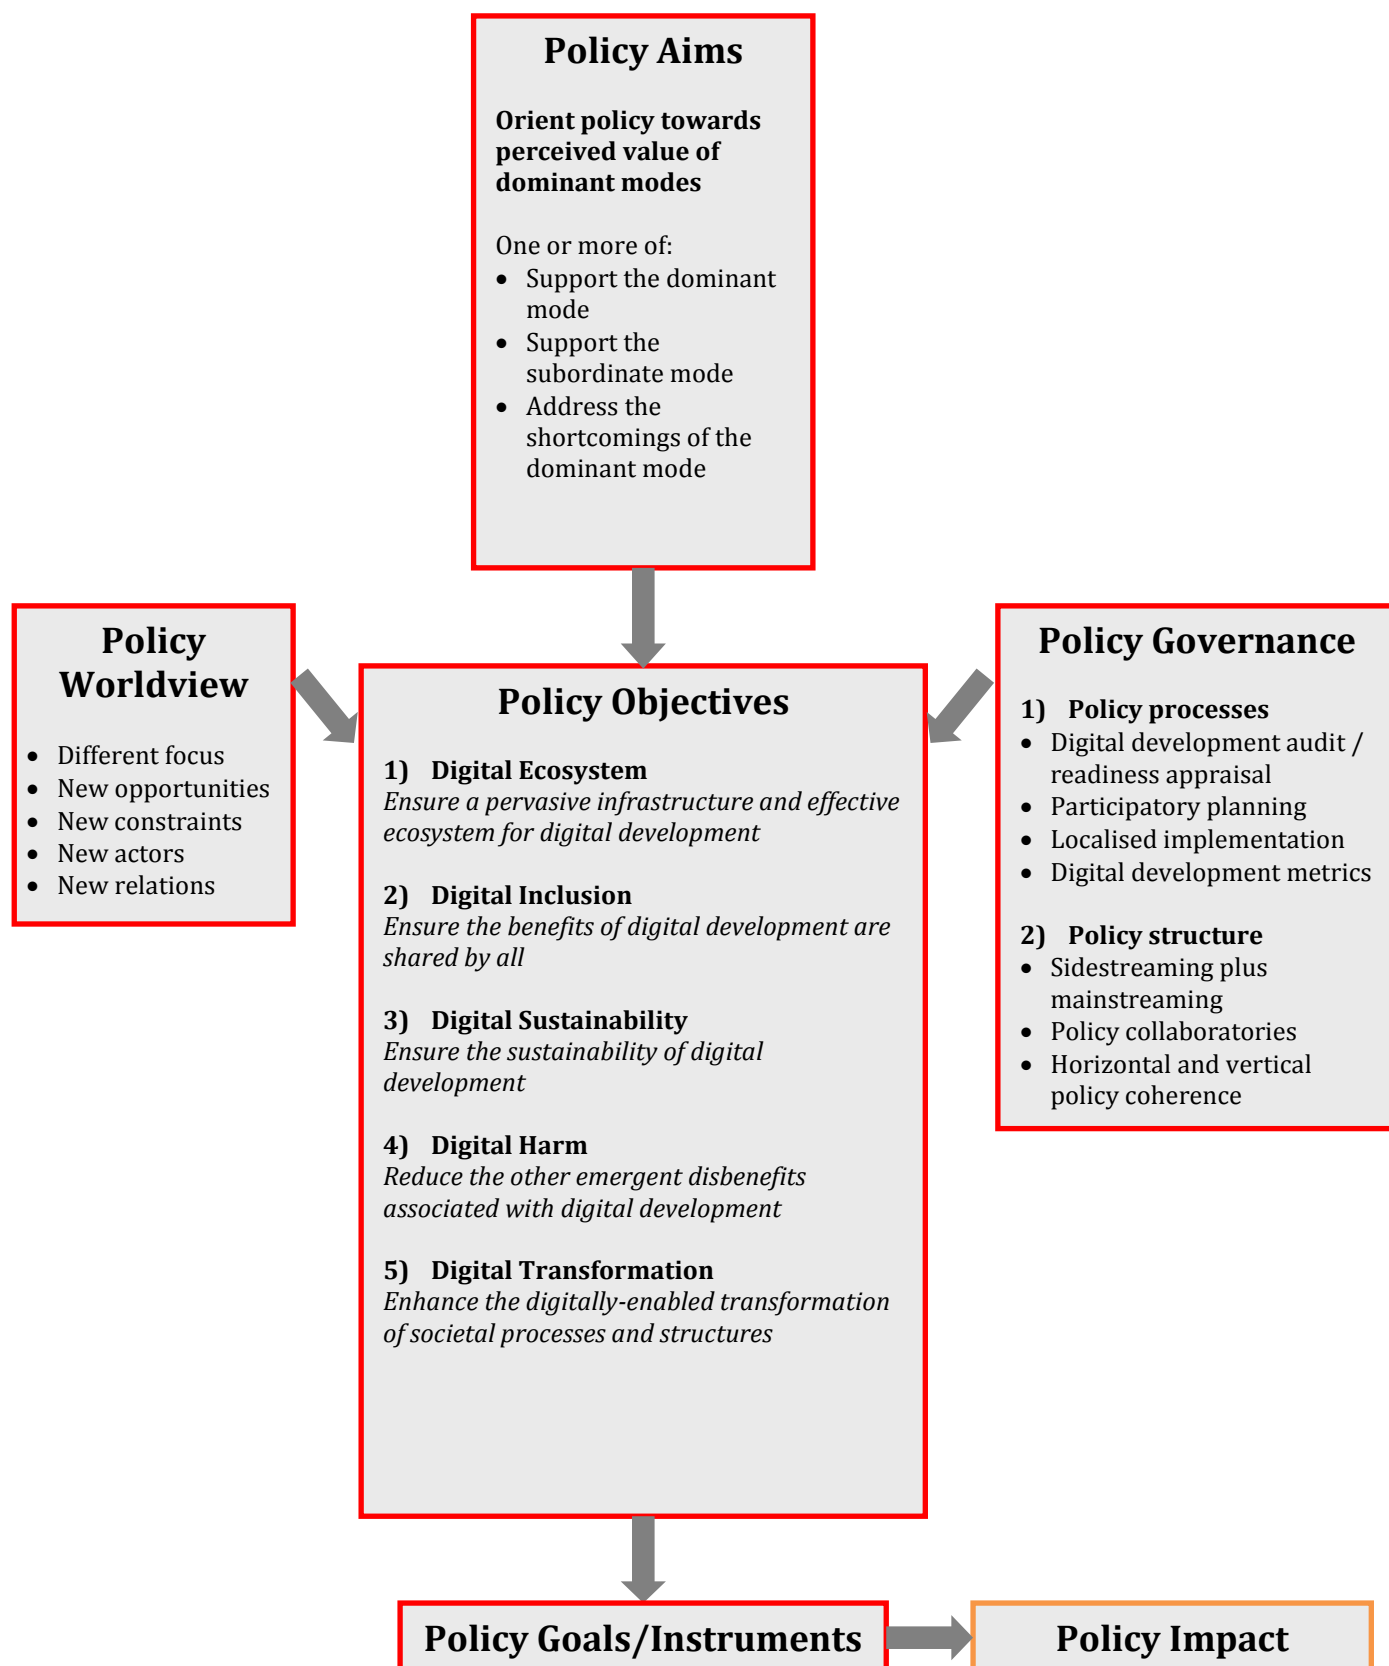 Policy Aims
Orient policy towards
perceived value of
dominant modes
One or more of:
• Support the dominant
mode
• Support the
subordinate mode
• Address the
shortcomings of the
dominant mode
Policy
Worldview
• Different focus
• New opportunities
• New constraints
• New actors
• New relations
Policy Objectives
1) Digital Ecosystem
Ensure a pervasive infrastructure and effective
ecosystem for digital development
2) Digital Inclusion
Ensure the benefits of digital development are
shared by all
3) Digital Sustainability
Ensure the sustainability of digital
development
4) Digital Harm
Reduce the other emergent disbenefits
associated with digital development
5) Digital Transformation
Enhance the digitally-enabled transformation
of societal processes and structures
Policy Governance
1) Policy processes
• Digital development audit /
readiness appraisal
• Participatory planning
• Localised implementation
• Digital development metrics
2) Policy structure
• Sidestreaming plus
mainstreaming
• Policy collaboratories
• Horizontal and vertical
policy coherence
Policy Goals/Instruments
Policy Impact